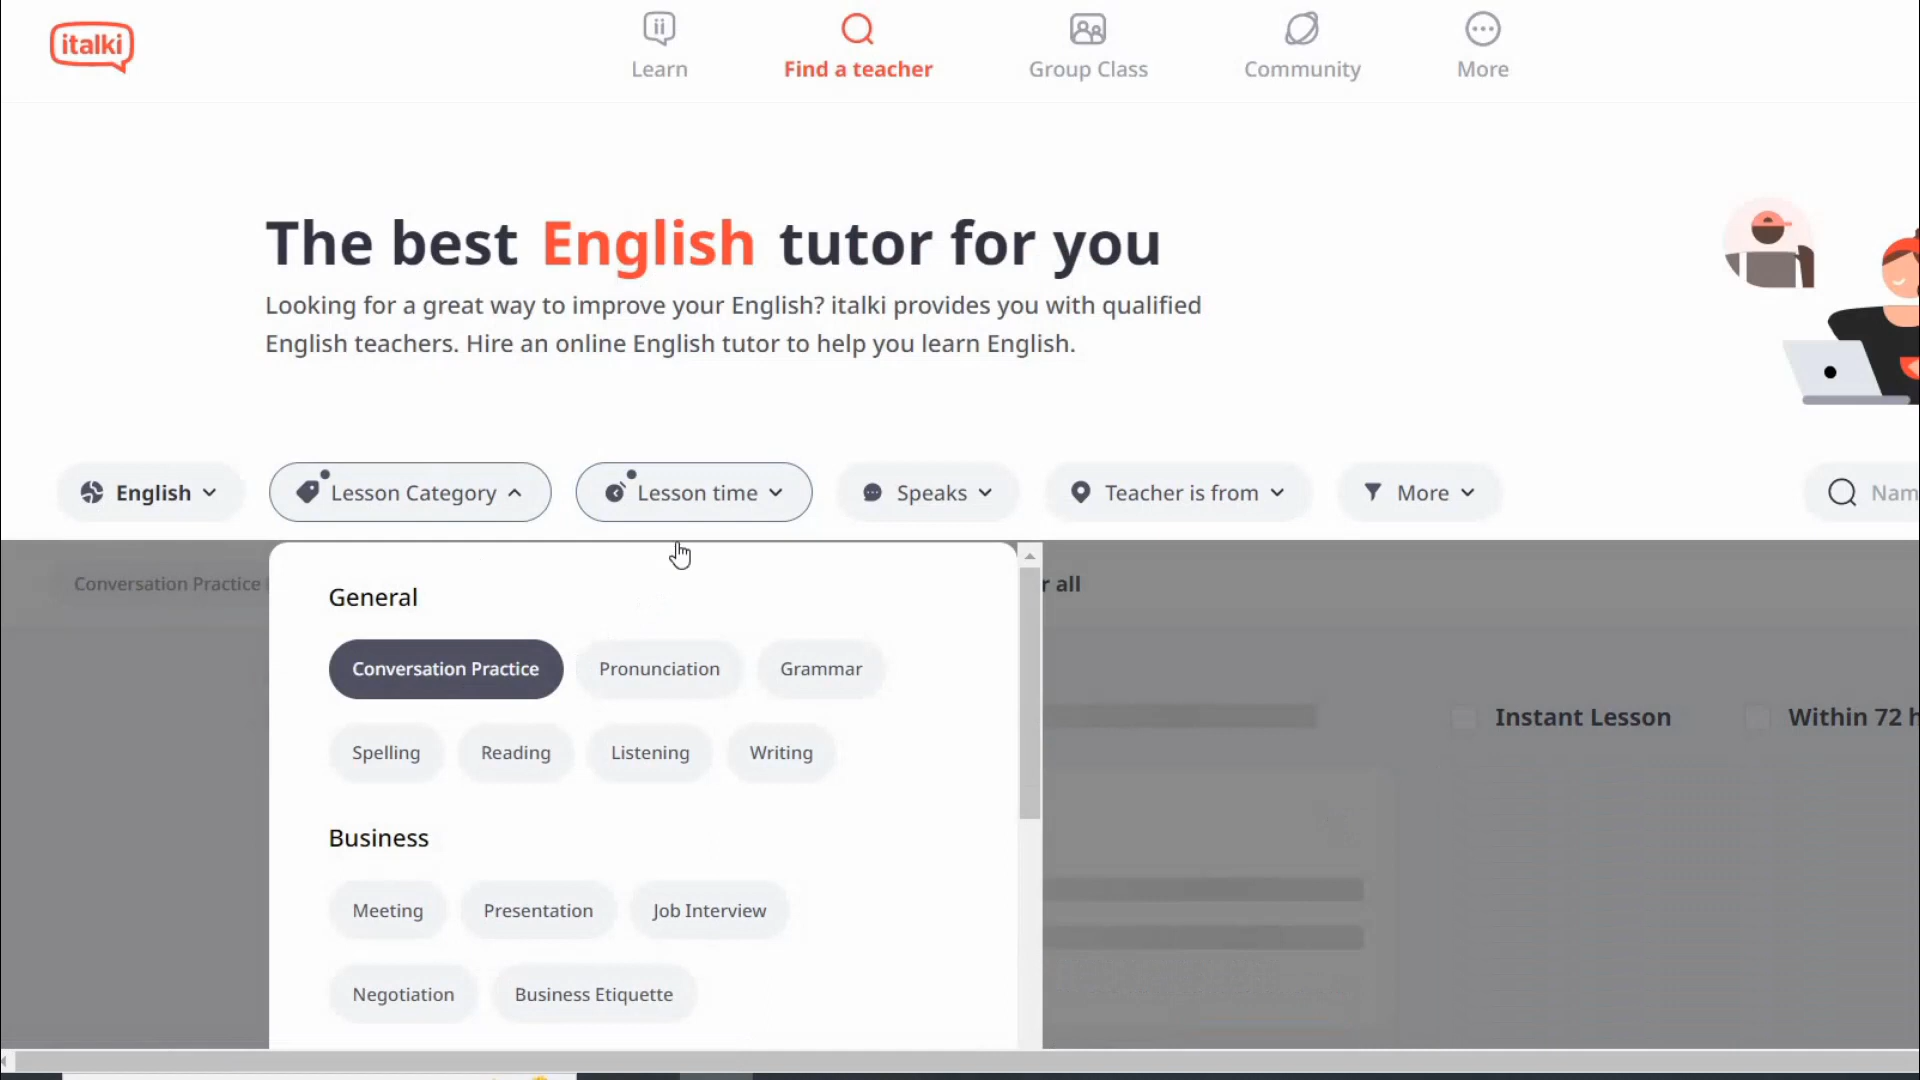 italki
Learn
Find a teacher
Group Class
Community
More
The best English tutor for you
Looking for a great way to improve your English? italki provides you with qualified
English teachers. Hire an online English tutor to help you learn English.
English
Lesson Category
Lesson time
Speaks
Teacher is from
More
Nam
Conversation Practice
r all
General
Conversation Practice
Pronunciation
Grammar
Spelling
Reading
Listening
Writing
Instant Lesson
Within 72 h
Business
Meeting
Presentation
Job Interview
Negotiation
Business Etiquette